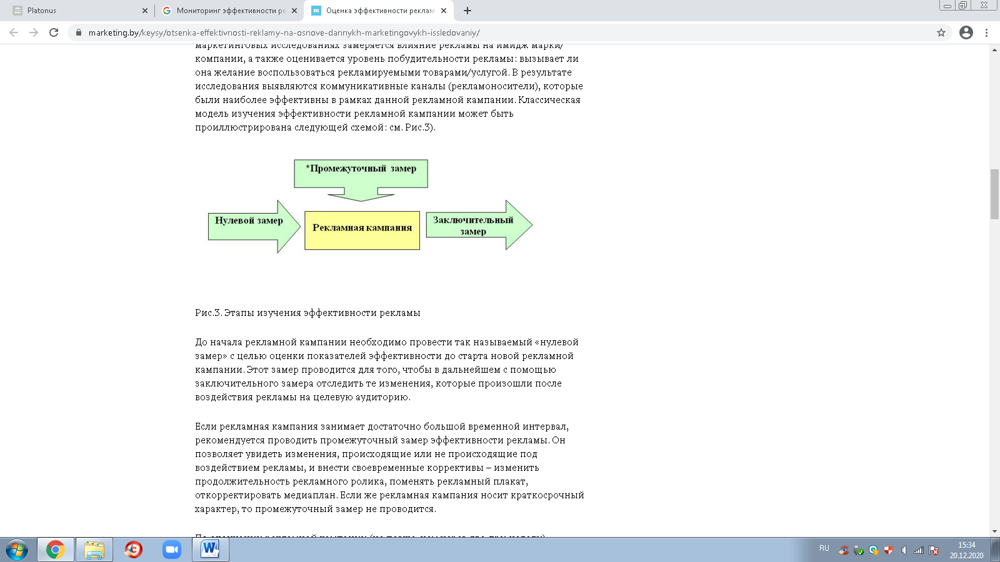 Platonus
Мониторинг эффективности ре
Оценка эффективности реклам
marketing.by/keysy/otsenka-effektivnosti-reklamy-na-osnove-dannykh-marketingovykh-issledovaniy/
маркетинговых исследованиях замеряется влияние рекламы на имидж марки/
компании, а также оценивается уровень побудительности рекламы: вызывает ли
она желание воспользоваться рекламируемыми товарами/услугой. В результате
исследования выявляются коммуникативные каналы (рекламоносители), которые
были наиболее эффективны в рамках данной рекламной кампании. Классическая
модель изучения эффективности рекламной кампании может быть
проиллюстрирована следующей схемой: см. Рис.3).
*Промежуточный замер
Нулевой замер
Рекламная кампания
Заключительный
замер
Рис.3. Этапы изучения эффективности рекламы
До начала рекламной кампании необходимо провести так называемый «нулевой
замер» с целью оценки показателей эффективности до старта новой рекламной
кампании. Этот замер проводится для того, чтобы в дальнейшем с помощью
заключительного замера отследить те изменения, которые произошли после
воздействия рекламы на целевую аудиторию.
Если рекламная кампания занимает достаточно большой временной интервал,
рекомендуется проводить промежуточный замер эффективности рекламы. Он
позволяет увидеть изменения, происходящие или не происходящие под
воздействием рекламы, и внести своевременные коррективы – изменить
продолжительность рекламного ролика, поменять рекламный плакат,
откорректировать медиаплан. Если же рекламная кампания носит краткосрочный
характер, то промежуточный замер не проводится.
RU
15:34
20.12.2020